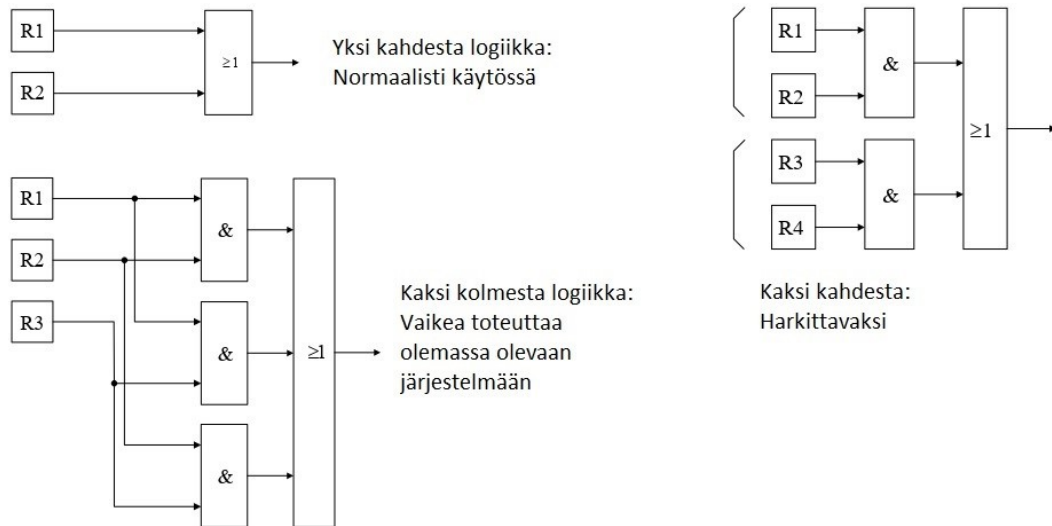 R1
R2
≥1
Yksi kahdesta logiikka:
Normaalisti käytössä
R1
R2
R3
&
&
&
≥1
Kaksi kolmesta logiikka:
Vaikea toteuttaa
olemassa olevaan
järjestelmään
R1
R2
R3
R4
&
&
≥1
Kaksi kahdesta:
Harkittavaksi